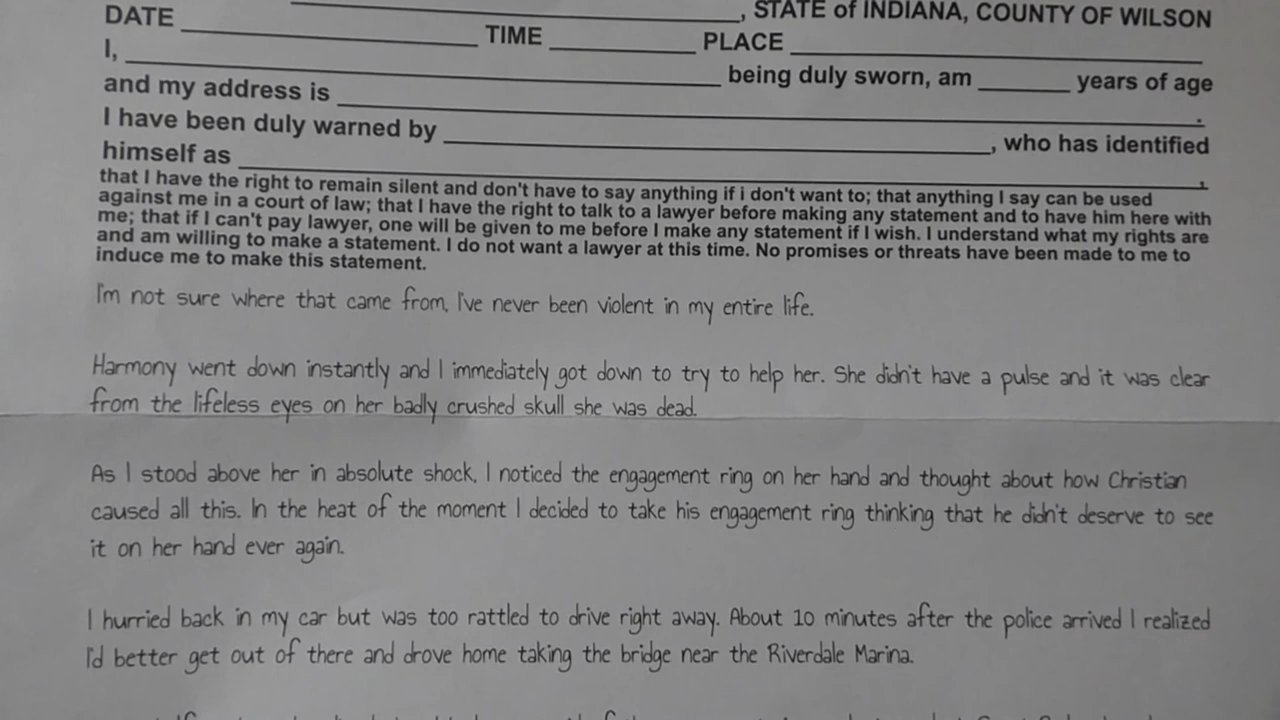 , STATE of INDIANA, COUNTY OF WILSON
DATE TIME PLACE
I, being duly sworn, am years of age
and my address is .
I have been duly warned by , who has identified
himself as ,
that I have the right to remain silent and don't have to say anything if i don't want to; that anything I say can be used
against me in a court of law; that I have the right to talk to a lawyer before making any statement and to have him here with
me; that if I can't pay lawyer, one will be given to me before I make any statement if I wish. I understand what my rights are
and am willing to make a statement. I do not want a lawyer at this time. No promises or threats have been made to me to
induce me to make this statement.
I'm not sure where that came from, I've never been violent in my entire life.
Harmony went down instantly and I immediately got down to try to help her. She didn't have a pulse and it was clear
from the lifeless eyes on her badly crushed skull she was dead.
As I stood above her in absolute shock, I noticed the engagement ring on her hand and thought about how Christian
caused all this. In the heat of the moment I decided to take his engagement ring thinking that he didn't deserve to see
it on her hand ever again.
I hurried back in my car but was too rattled to drive right away. About 10 minutes after the police arrived I realized
I'd better get out of there and drove home taking the bridge near the Riverdale Marina.